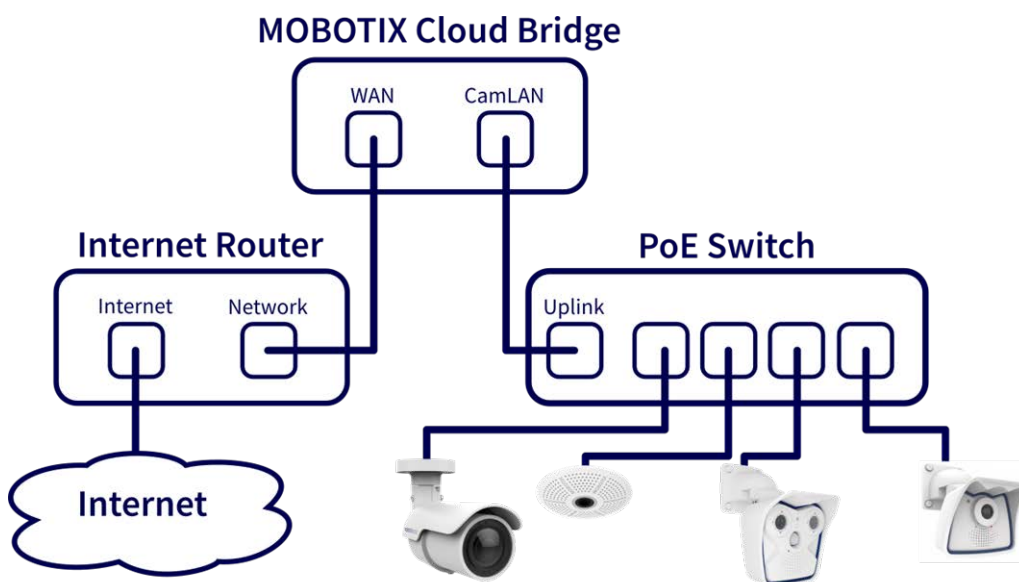 MOBOTIX Cloud Bridge
WAN
CamLAN
Internet Router
PoE Switch
Internet
Network
Uplink
Internet